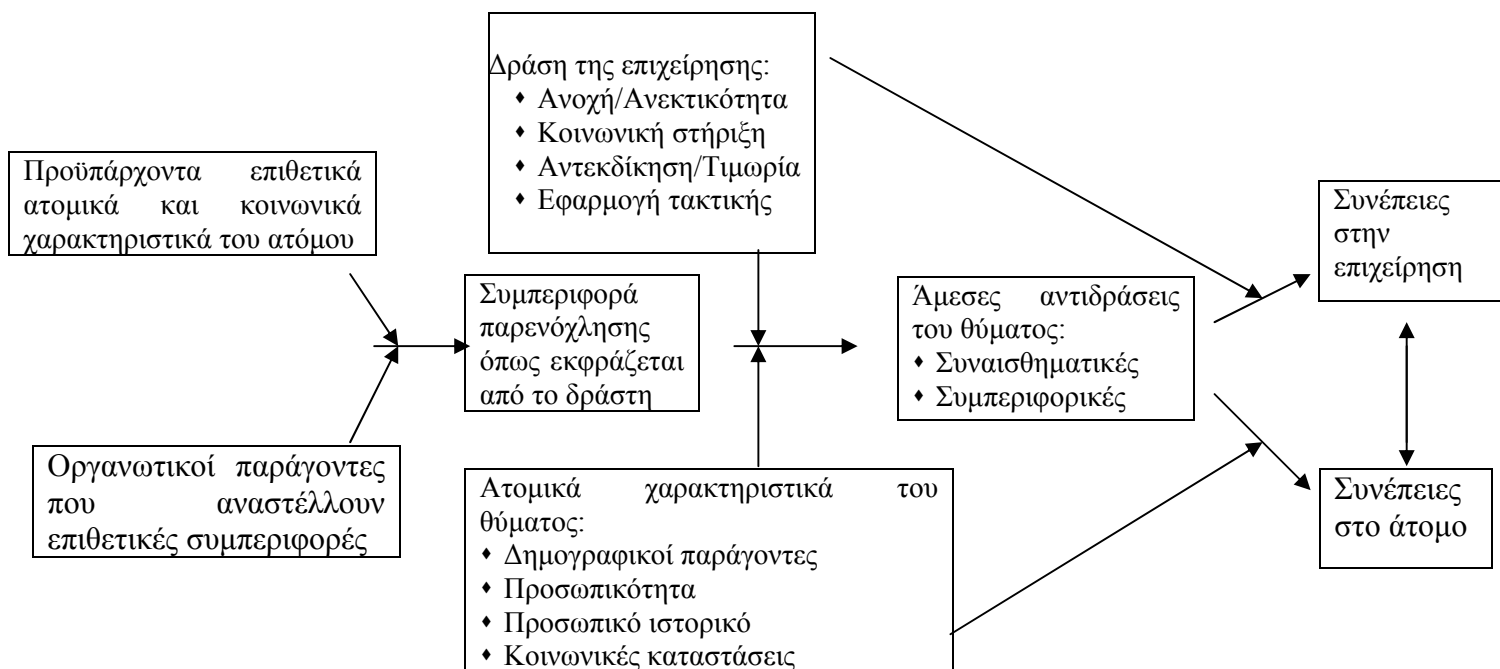 Δράση της επιχείρησης:
♦ Ανοχή/Ανεκτικότητα
♦ Κοινωνική στήριξη
♦ Αντεκδίκηση/Τιμωρία
♦ Εφαρμογή τακτικής
Προϋπάρχοντα επιθετικά
ατομικά και κοινωνικά
χαρακτηριστικά του ατόμου
Συνέπειες
στην
επιχείρηση
Συμπεριφορά
παρενόχλησης
όπως εκφράζεται
από το δράστη
Άμεσες αντιδράσεις
του θύματος:
♦ Συναισθηματικές
♦ Συμπεριφορικές
Οργανωτικοί παράγοντες
που αναστέλλουν
επιθετικές συμπεριφορές
Ατομικά χαρακτηριστικά του
θύματος:
♦ Δημογραφικοί παράγοντες
♦ Προσωπικότητα
♦ Προσωπικό ιστορικό
♦ Κοινωνικές καταστάσεις
Συνέπειες
στο άτομο